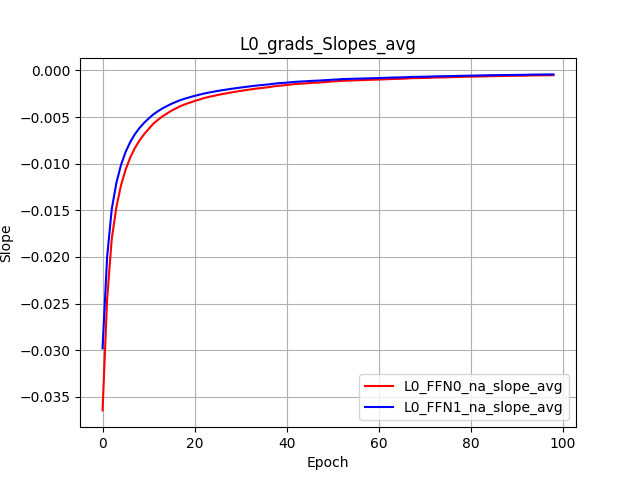 L0_grads_Slopes_avg
0.000
−0.005
−0.010
−0.015
−0.020
−0.025
−0.030
−0.035
Slope
0 20 40 60 80 100
Epoch
L0_FFN0_na_slope_avg
L0_FFN1_na_slope_avg